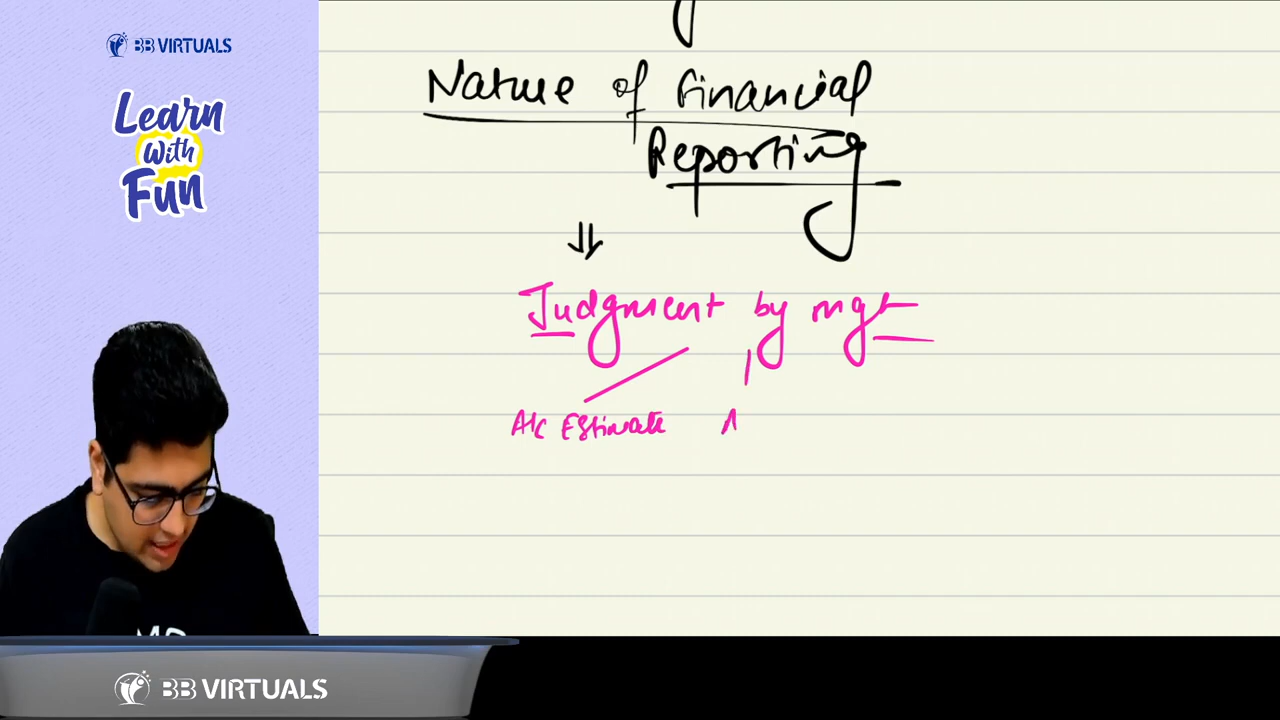 BB VIRTUALS
Learn
With
Fun
Nature of Financial
Reporting
Judgment by mgt
A/c Estimate A
BB VIRTUALS